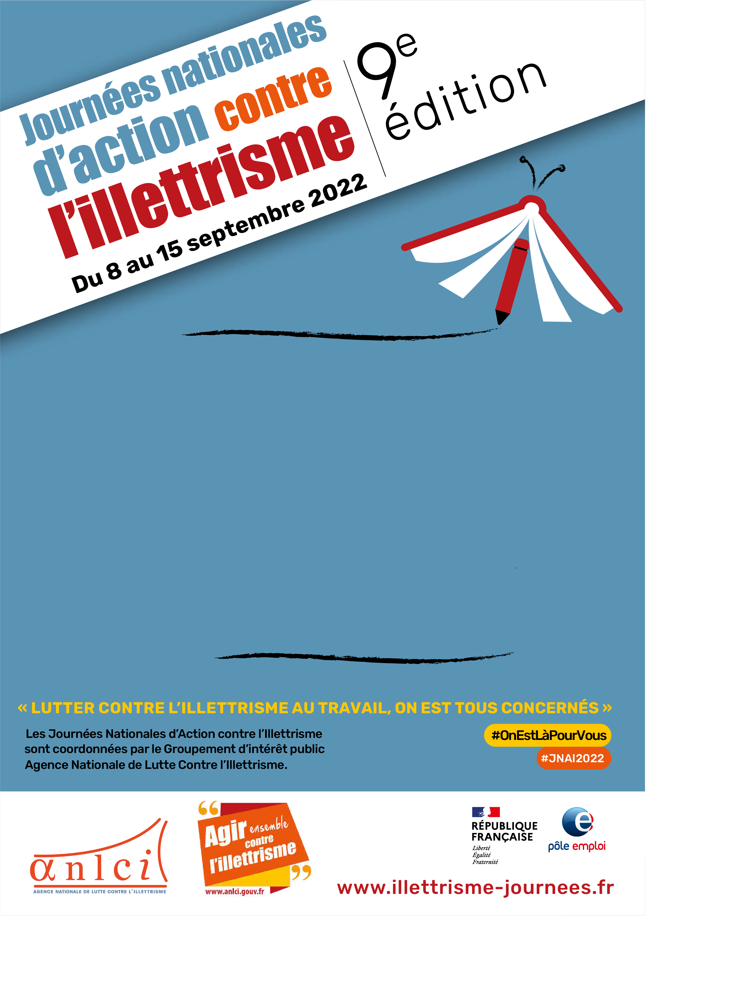 Journées nationales
d’action contre
l’illettrisme
Du 8 au 15 septembre 2022
9e
édition
« LUTTER CONTRE L’ILLETTRISME AU TRAVAIL, ON EST TOUS CONCERNÉS »
Les Journées Nationales d’Action contre l’Illettrisme
sont coordonnées par le Groupement d’intérêt public
Agence Nationale de Lutte Contre l’Illettrisme.
#OnEstLàPourVous
#JNAI2022
anlci
AGENCE NATIONALE DE LUTTE CONTRE L’ILLETTRISME
“
Agir ensemble
contre
l’illettrisme
”
www.anlci.gouv.fr
RÉPUBLIQUE
FRANÇAISE
Liberté
Égalité
Fraternité
e
pôle emploi
www.illettrisme-journees.fr